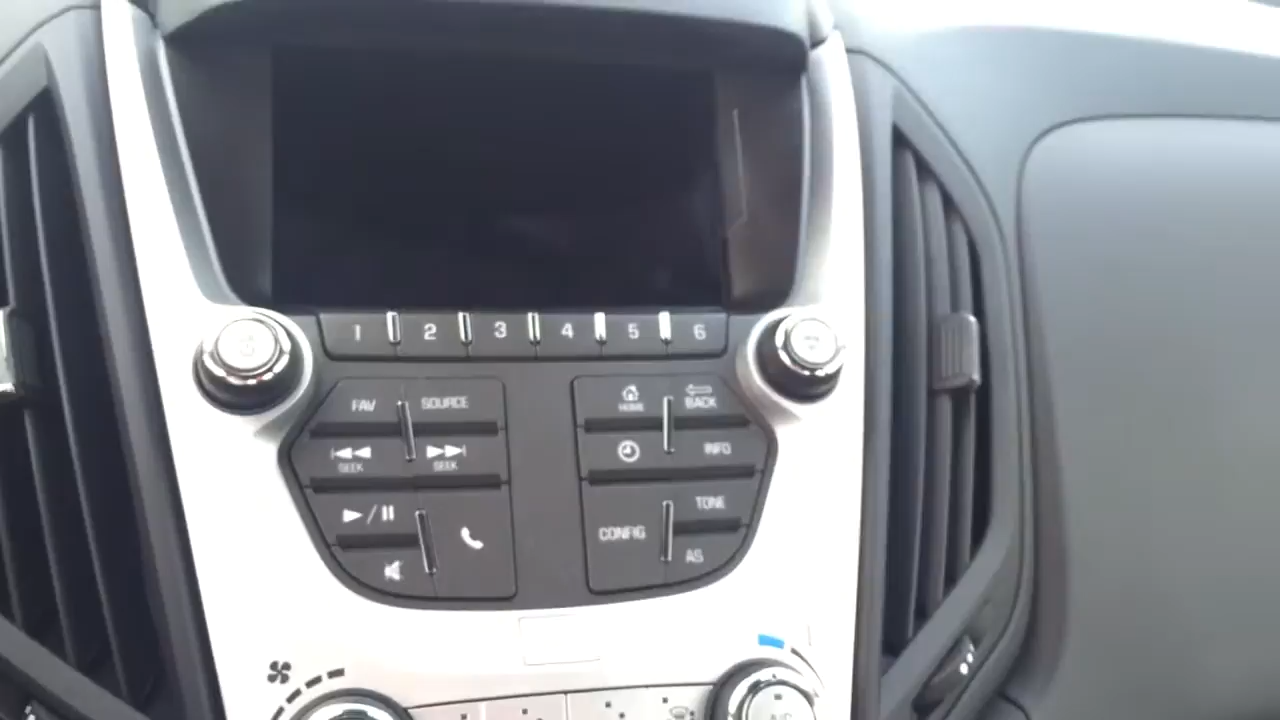 1 2 3 4 5 6
FAV SOURCE
HOME BACK
SEEK SEEK
INFO
TONE
CONFIG
AS
A/C